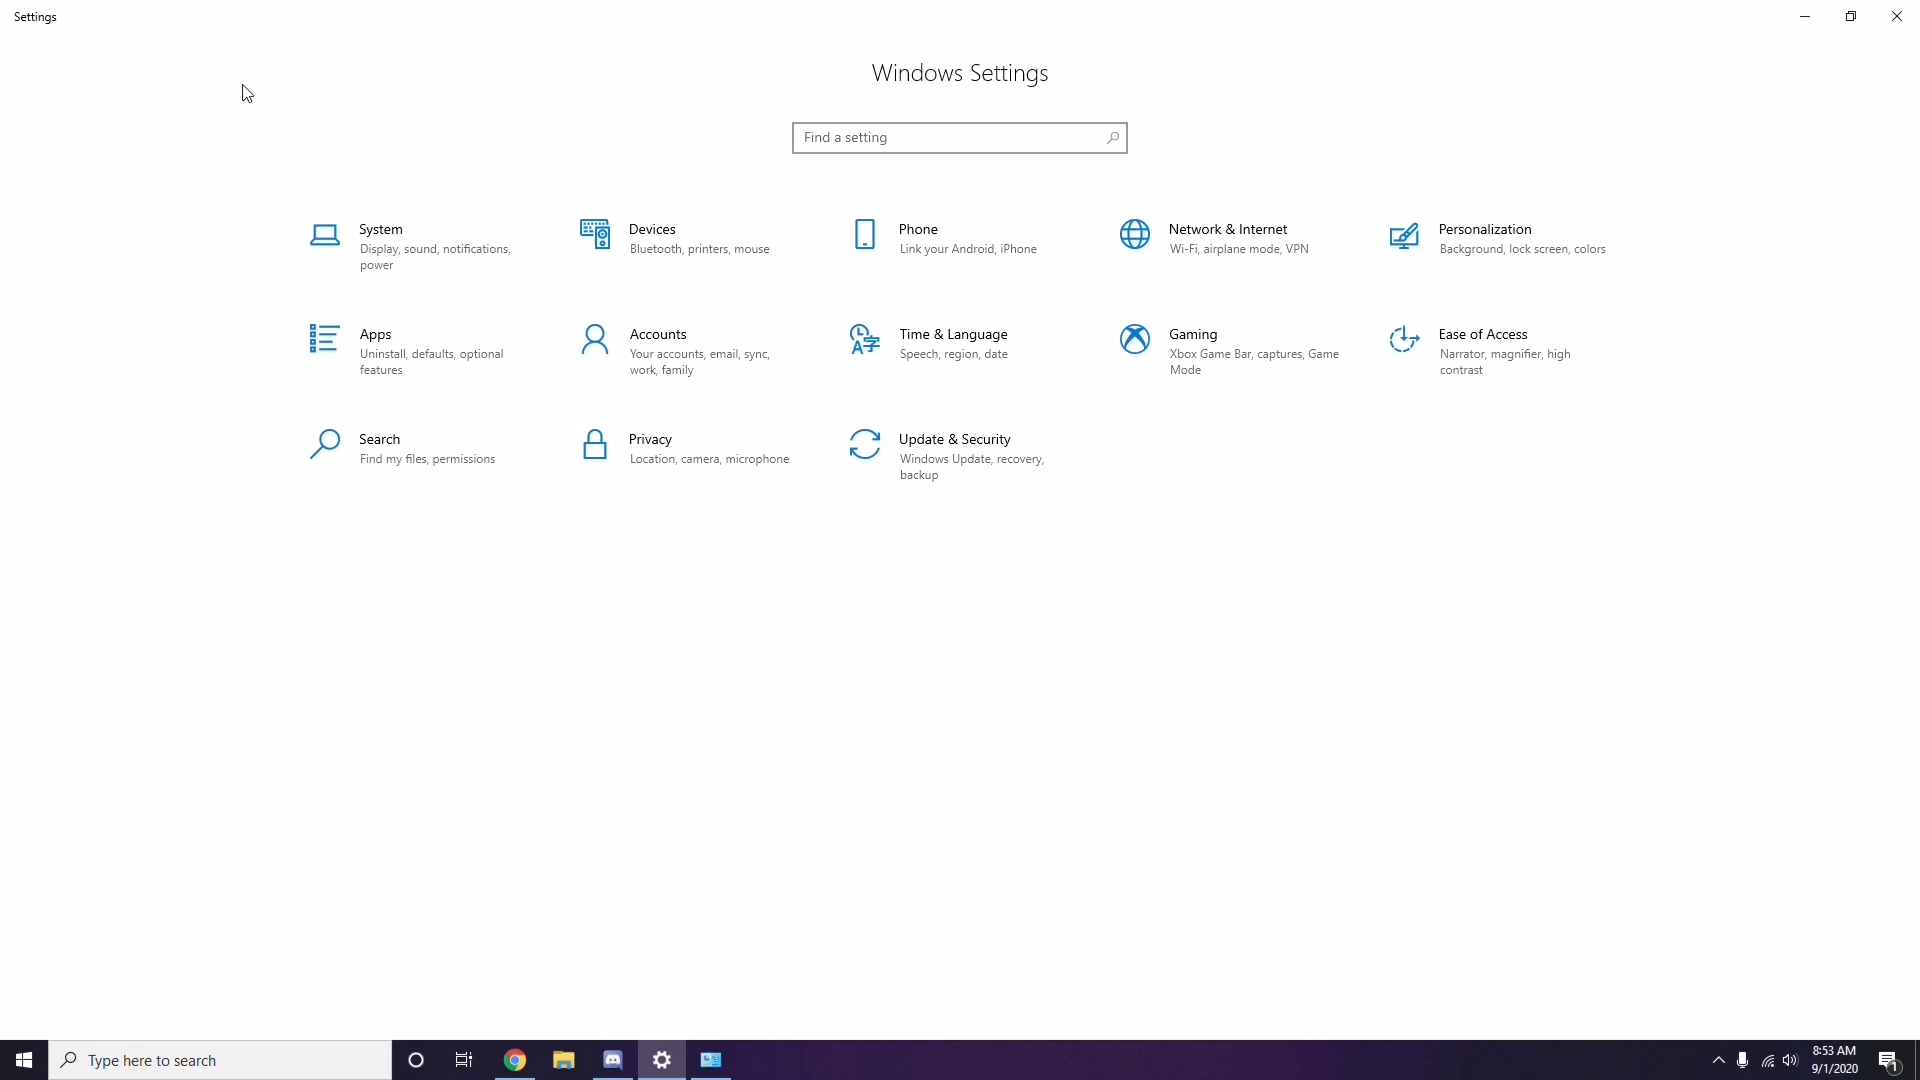 Settings
Windows Settings
Find a setting
System
Display, sound, notifications,
power
Devices
Bluetooth, printers, mouse
Phone
Link your Android, iPhone
Network & Internet
Wi-Fi, airplane mode, VPN
Personalization
Background, lock screen, colors
Apps
Uninstall, defaults, optional
features
Accounts
Your accounts, email, sync,
work, family
Time & Language
Speech, region, date
Gaming
Xbox Game Bar, captures, Game
Mode
Ease of Access
Narrator, magnifier, high
contrast
Search
Find my files, permissions
Privacy
Location, camera, microphone
Update & Security
Windows Update, recovery,
backup
Type here to search
8:53 AM
9/1/2020
1